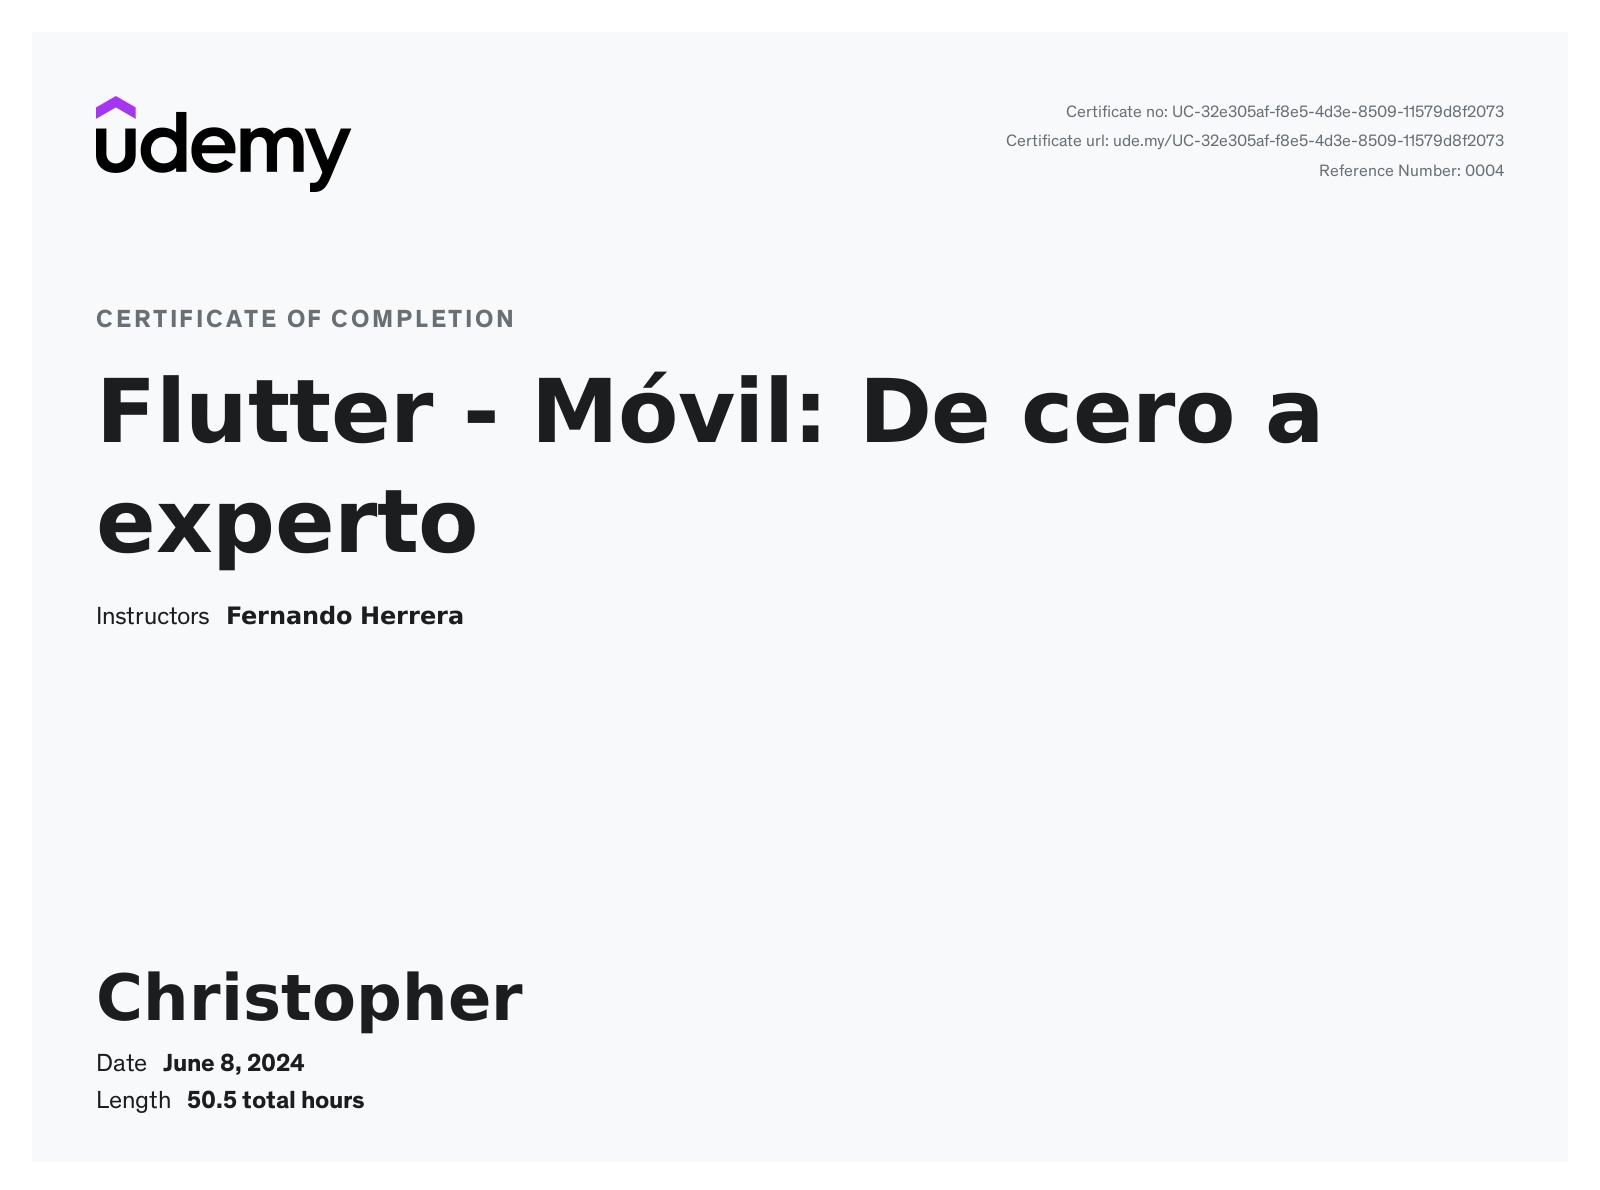 udemy
Certificate no: UC-32e305af-f8e5-4d3e-8509-11579d8f2073
Certificate url: ude.my/UC-32e305af-f8e5-4d3e-8509-11579d8f2073
Reference Number: 0004
CERTIFICATE OF COMPLETION
Flutter - Móvil: De cero a
experto
Instructors Fernando Herrera
Christopher
Date June 8, 2024
Length 50.5 total hours